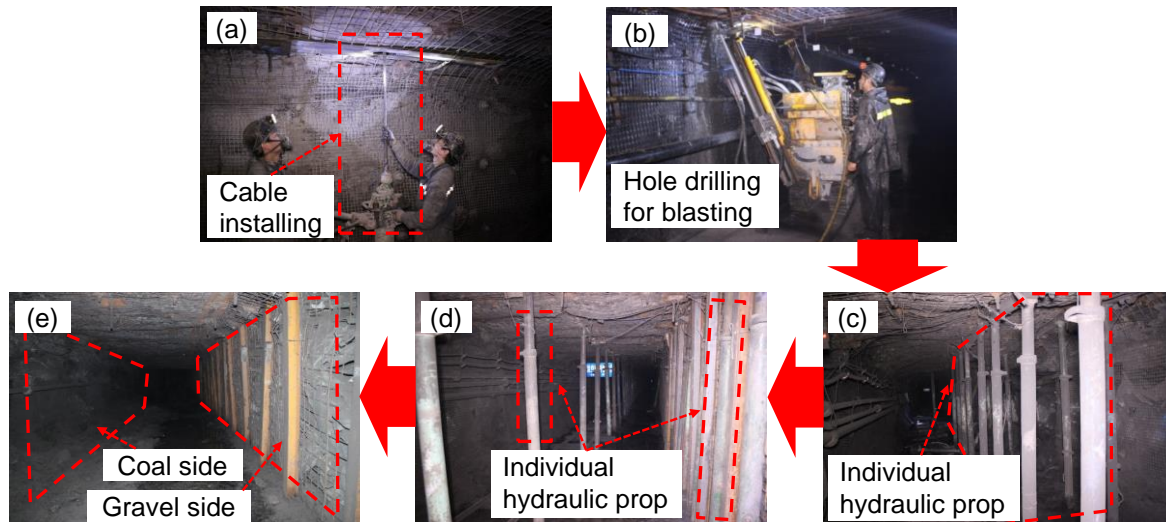 (a)
Cable
installing
(b)
Hole drilling
for blasting
(c)
Individual
hydraulic prop
(d)
Individual
hydraulic prop
(e)
Coal side
Gravel side